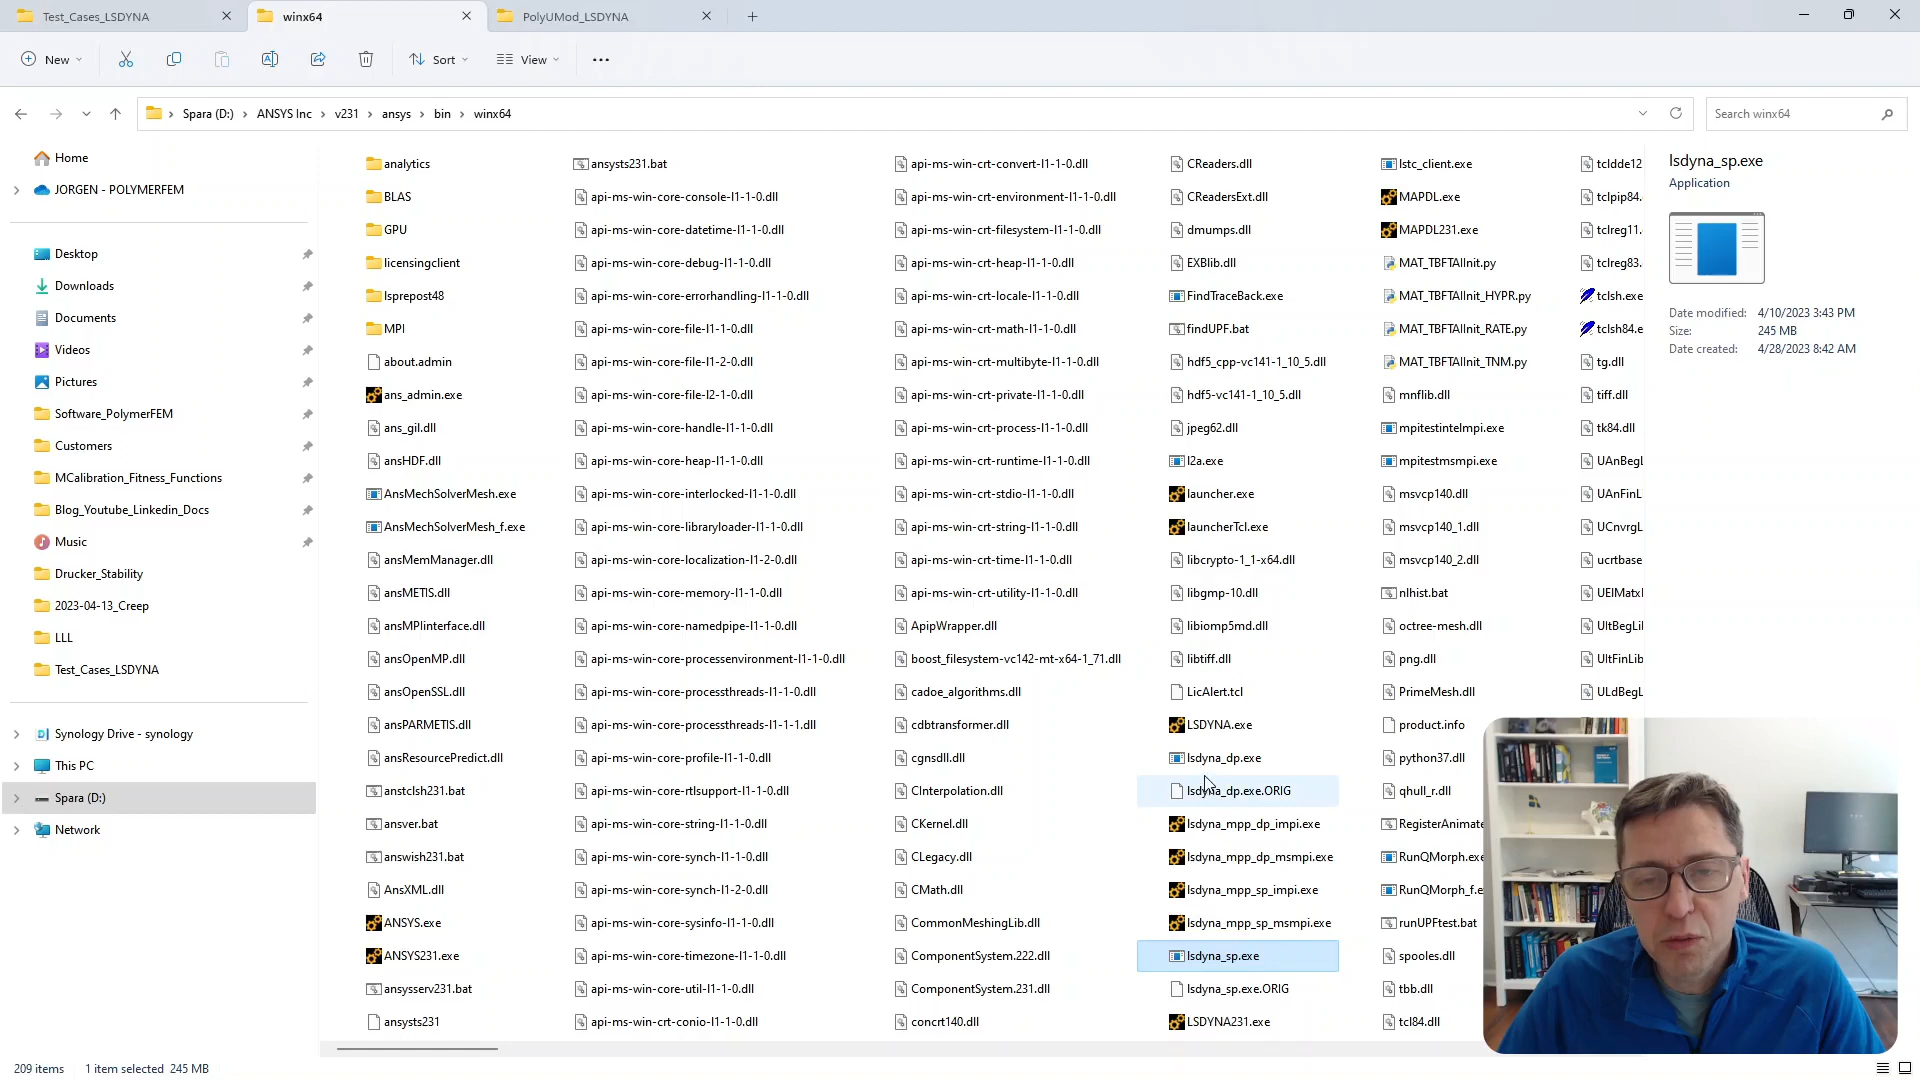 Test_Cases_LSDYNA
winx64
PolyUMod_LSDYNA
New
Sort
View
Spara (D:) > ANSYS Inc > v231 > ansys > bin > winx64
Search winx64
Home
JORGEN - POLYMERFEM
Desktop
Downloads
Documents
Videos
Pictures
Software_PolymerFEM
Customers
MCalibration_Fitness_Functions
Blog_Youtube_Linkedin_Docs
Music
Drucker_Stability
2023-04-13_Creep
LLL
Test_Cases_LSDYNA
Synology Drive - synology
This PC
Spara (D:)
Network
analytics
BLAS
GPU
licensingclient
lsprepost48
MPI
about.admin
ans_admin.exe
ans_gil.dll
ansHDF.dll
AnsMechSolverMesh.exe
AnsMechSolverMesh_f.exe
ansMemManager.dll
ansMETIS.dll
ansMPIinterface.dll
ansOpenMP.dll
ansOpenSSL.dll
ansPARMETIS.dll
ansResourcePredict.dll
anstclsh231.bat
ansver.bat
answish231.bat
AnsXML.dll
ANSYS.exe
ANSYS231.exe
ansysserv231.bat
ansysts231
ansysts231.bat
api-ms-win-core-console-l1-1-0.dll
api-ms-win-core-datetime-l1-1-0.dll
api-ms-win-core-debug-l1-1-0.dll
api-ms-win-core-errorhandling-l1-1-0.dll
api-ms-win-core-file-l1-1-0.dll
api-ms-win-core-file-l1-2-0.dll
api-ms-win-core-file-l2-1-0.dll
api-ms-win-core-handle-l1-1-0.dll
api-ms-win-core-heap-l1-1-0.dll
api-ms-win-core-interlocked-l1-1-0.dll
api-ms-win-core-libraryloader-l1-1-0.dll
api-ms-win-core-localization-l1-2-0.dll
api-ms-win-core-memory-l1-1-0.dll
api-ms-win-core-namedpipe-l1-1-0.dll
api-ms-win-core-processenvironment-l1-1-0.dll
api-ms-win-core-processthreads-l1-1-0.dll
api-ms-win-core-processthreads-l1-1-1.dll
api-ms-win-core-profile-l1-1-0.dll
api-ms-win-core-rtlsupport-l1-1-0.dll
api-ms-win-core-string-l1-1-0.dll
api-ms-win-core-synch-l1-1-0.dll
api-ms-win-core-synch-l1-2-0.dll
api-ms-win-core-sysinfo-l1-1-0.dll
api-ms-win-core-timezone-l1-1-0.dll
api-ms-win-core-util-l1-1-0.dll
api-ms-win-crt-conio-l1-1-0.dll
api-ms-win-crt-convert-l1-1-0.dll
api-ms-win-crt-environment-l1-1-0.dll
api-ms-win-crt-filesystem-l1-1-0.dll
api-ms-win-crt-heap-l1-1-0.dll
api-ms-win-crt-locale-l1-1-0.dll
api-ms-win-crt-math-l1-1-0.dll
api-ms-win-crt-multibyte-l1-1-0.dll
api-ms-win-crt-private-l1-1-0.dll
api-ms-win-crt-process-l1-1-0.dll
api-ms-win-crt-runtime-l1-1-0.dll
api-ms-win-crt-stdio-l1-1-0.dll
api-ms-win-crt-string-l1-1-0.dll
api-ms-win-crt-time-l1-1-0.dll
api-ms-win-crt-utility-l1-1-0.dll
ApipWrapper.dll
boost_filesystem-vc142-mt-x64-1_71.dll
cadoe_algorithms.dll
cdbtransformer.dll
cgnsdll.dll
CInterpolation.dll
CKernel.dll
CLegacy.dll
CMath.dll
CommonMeshingLib.dll
ComponentSystem.222.dll
ComponentSystem.231.dll
concrt140.dll
CReaders.dll
CReadersExt.dll
dmumps.dll
EXBlib.dll
FindTraceBack.exe
findUPF.bat
hdf5_cpp-vc141-1_10_5.dll
hdf5-vc141-1_10_5.dll
jpeg62.dll
l2a.exe
launcher.exe
launcherTcl.exe
libcrypto-1_1-x64.dll
libgmp-10.dll
libiomp5md.dll
libtiff.dll
LicAlert.tcl
LSDYNA.exe
lsdyna_dp.exe
lsdyna_dp.exe.ORIG
lsdyna_mpp_dp_impi.exe
lsdyna_mpp_dp_msmpi.exe
lsdyna_mpp_sp_impi.exe
lsdyna_mpp_sp_msmpi.exe
lsdyna_sp.exe
lsdyna_sp.exe.ORIG
LSDYNA231.exe
lstc_client.exe
MAPDL.exe
MAPDL231.exe
MAT_TBFTAllnit.py
MAT_TBFTAllnit_HYPR.py
MAT_TBFTAllnit_RATE.py
MAT_TBFTAllnit_TNM.py
mnflib.dll
mpitestintelmpi.exe
mpitestmsmpi.exe
msvcp140.dll
msvcp140_1.dll
msvcp140_2.dll
nlhist.bat
octree-mesh.dll
png.dll
PrimeMesh.dll
product.info
python37.dll
qhull_r.dll
RegisterAnimate
RunQMorph.exe
RunQMorph_f.e
runUPFtest.bat
spooles.dll
tbb.dll
tcl84.dll
tcldde12
tclpip84.
tclreg11.
tclreg83.
tclsh.exe
tclsh84.e
tg.dll
tiff.dll
tk84.dll
UAnBegL
UAnFinL
UCnvrgL
ucrtbase
UElMatxl
UltBegLil
UltFinLib
ULdBegL
lsdyna_sp.exe
Application
Date modified: 4/10/2023 3:43 PM
Size: 245 MB
Date created: 4/28/2023 8:42 AM
209 items 1 item selected 245 MB